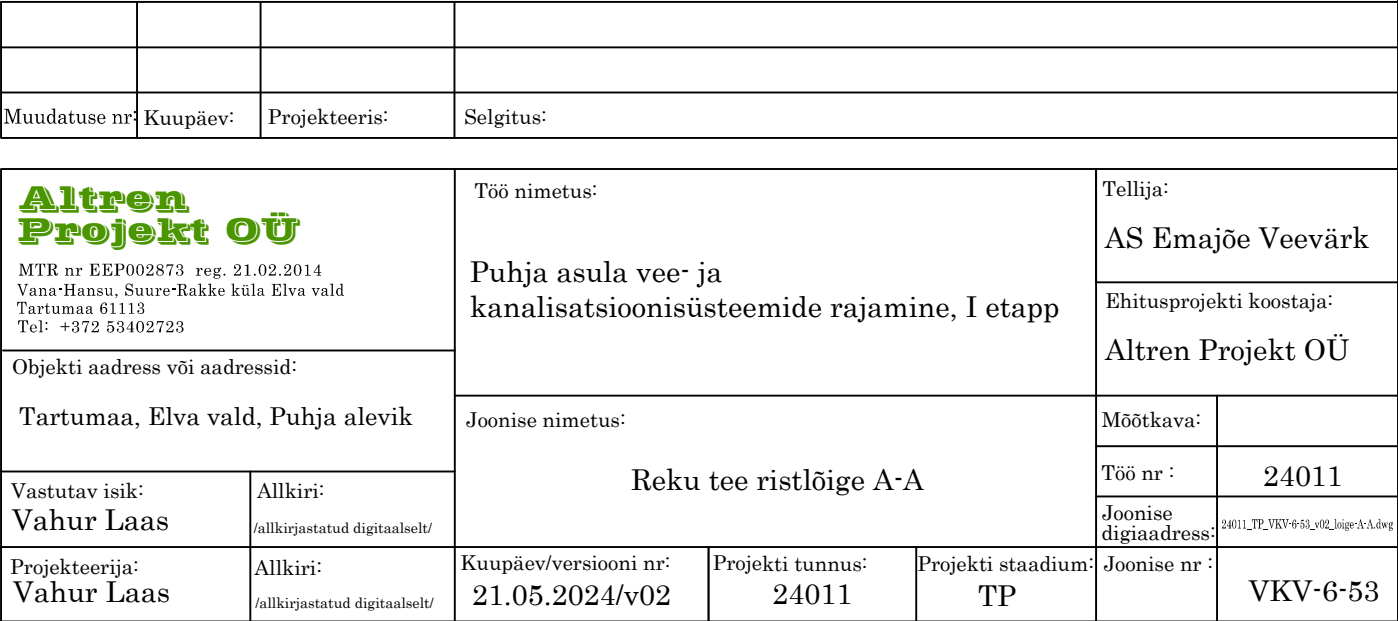 Muudatuse nr: Kuupäev: Projekteeris: Selgitus:
Altren
Projekt OÜ
MTR nr EEP002873 reg. 21.02.2014
Vana-Hansu, Suure-Rakke küla Elva vald
Tartumaa 61113
Tel: +372 53402723
Töö nimetus:
Puhja asula vee- ja
kanalisatsioonisüsteemide rajamine, I etapp
Tellija:
AS Emajõe Veevärk
Ehitusprojekti koostaja:
Altren Projekt OÜ
Objekti aadress või aadressid:
Tartumaa, Elva vald, Puhja alevik
Joonise nimetus:
Reku tee ristlõige A-A
Mõõtkava:
Töö nr : 24011
Vastutav isik:
Vahur Laas
Allkiri:
/allkirjastatud digitaalselt/
Joonise
digiaadress:
24011_TP_VKV-6-53_v02_loige-A-A.dwg
Projekteerija:
Vahur Laas
Allkiri:
/allkirjastatud digitaalselt/
Kuupäev/versiooni nr:
21.05.2024/v02
Projekti tunnus:
24011
Projekti staadium:
TP
Joonise nr :
VKV-6-53